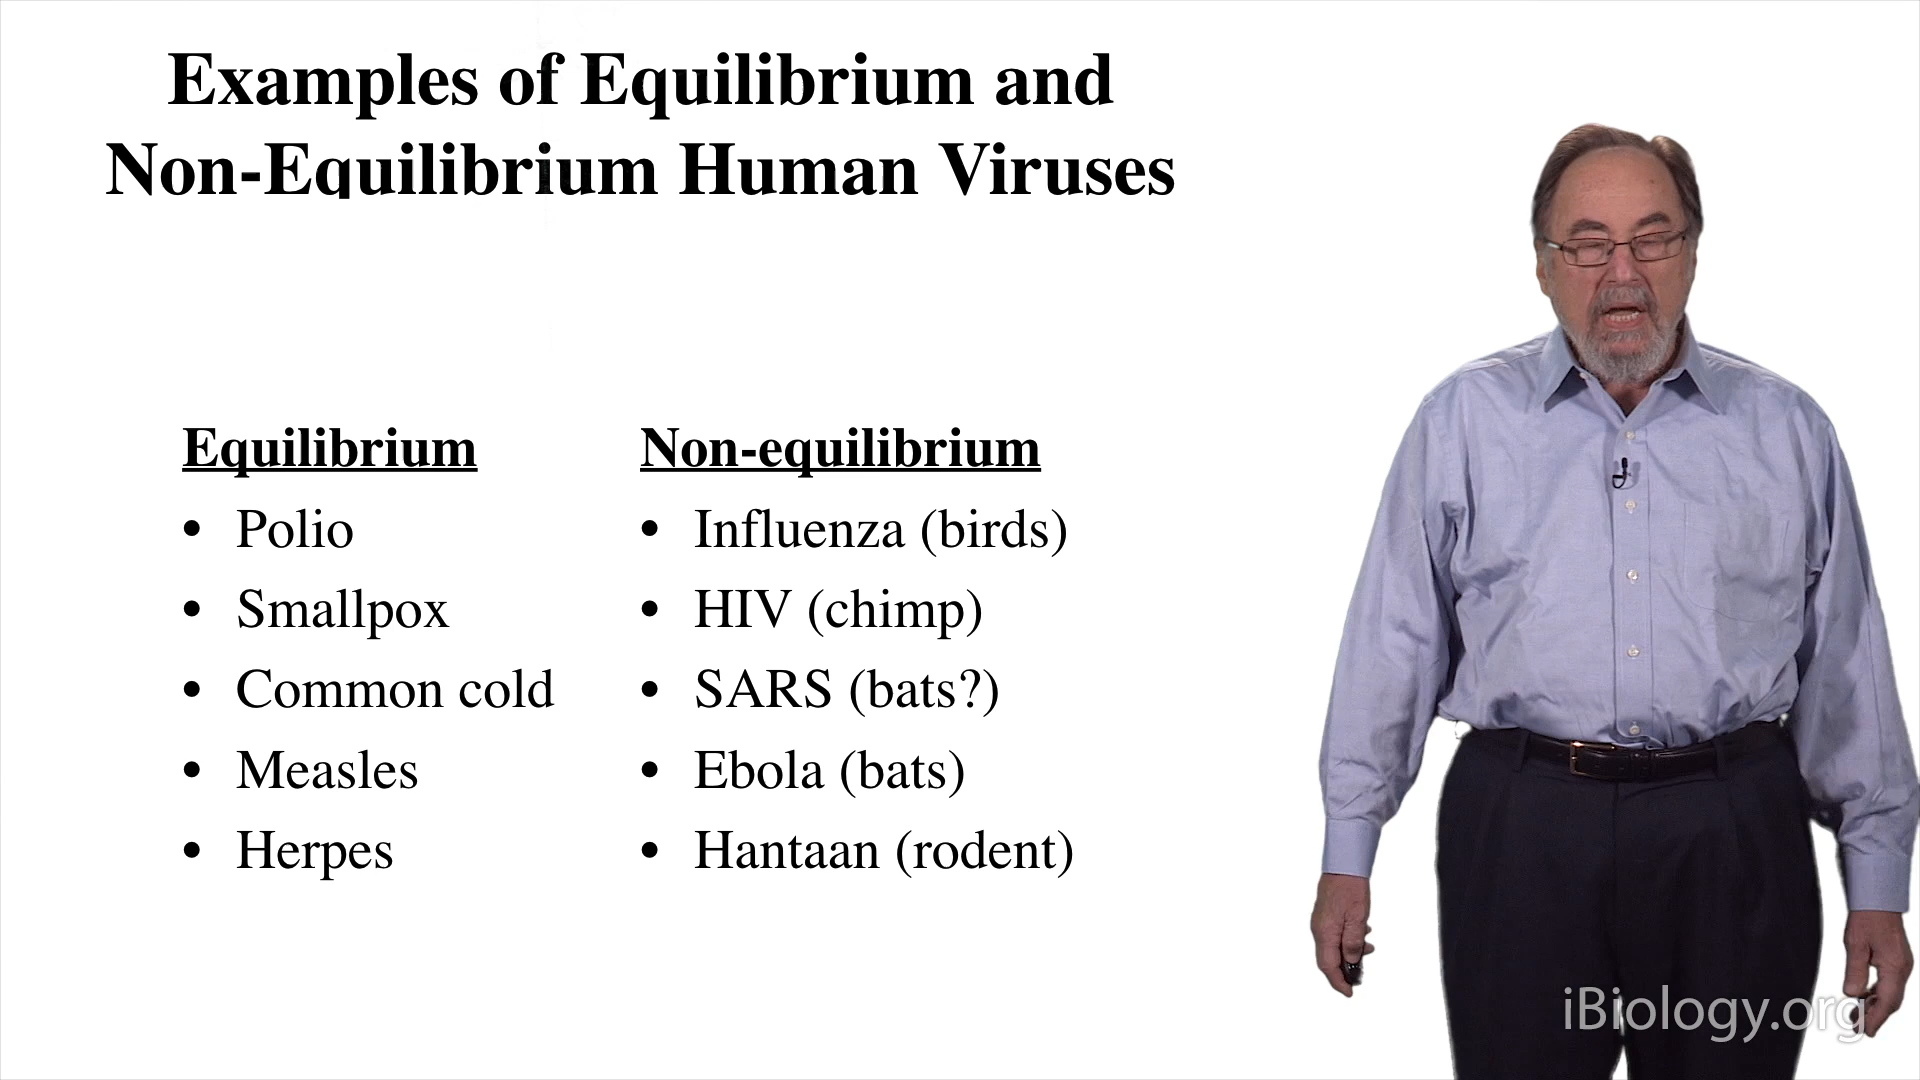 Examples of Equilibrium and
Non-Equilibrium Human Viruses
Equilibrium
• Polio
• Smallpox
• Common cold
• Measles
• Herpes
Non-equilibrium
• Influenza (birds)
• HIV (chimp)
• SARS (bats?)
• Ebola (bats)
• Hantaan (rodent)
iBiology.org